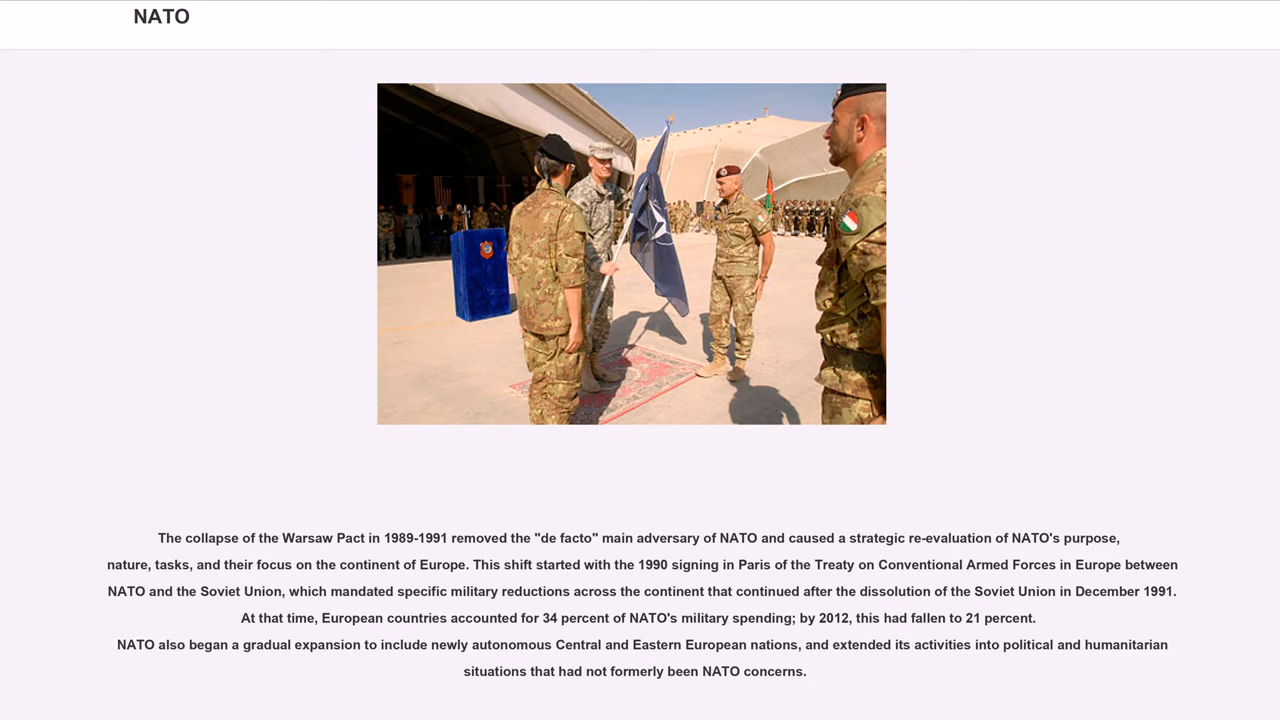 NATO
The collapse of the Warsaw Pact in 1989-1991 removed the "de facto" main adversary of NATO and caused a strategic re-evaluation of NATO's purpose,
nature, tasks, and their focus on the continent of Europe. This shift started with the 1990 signing in Paris of the Treaty on Conventional Armed Forces in Europe between
NATO and the Soviet Union, which mandated specific military reductions across the continent that continued after the dissolution of the Soviet Union in December 1991.
At that time, European countries accounted for 34 percent of NATO's military spending; by 2012, this had fallen to 21 percent.
NATO also began a gradual expansion to include newly autonomous Central and Eastern European nations, and extended its activities into political and humanitarian
situations that had not formerly been NATO concerns.